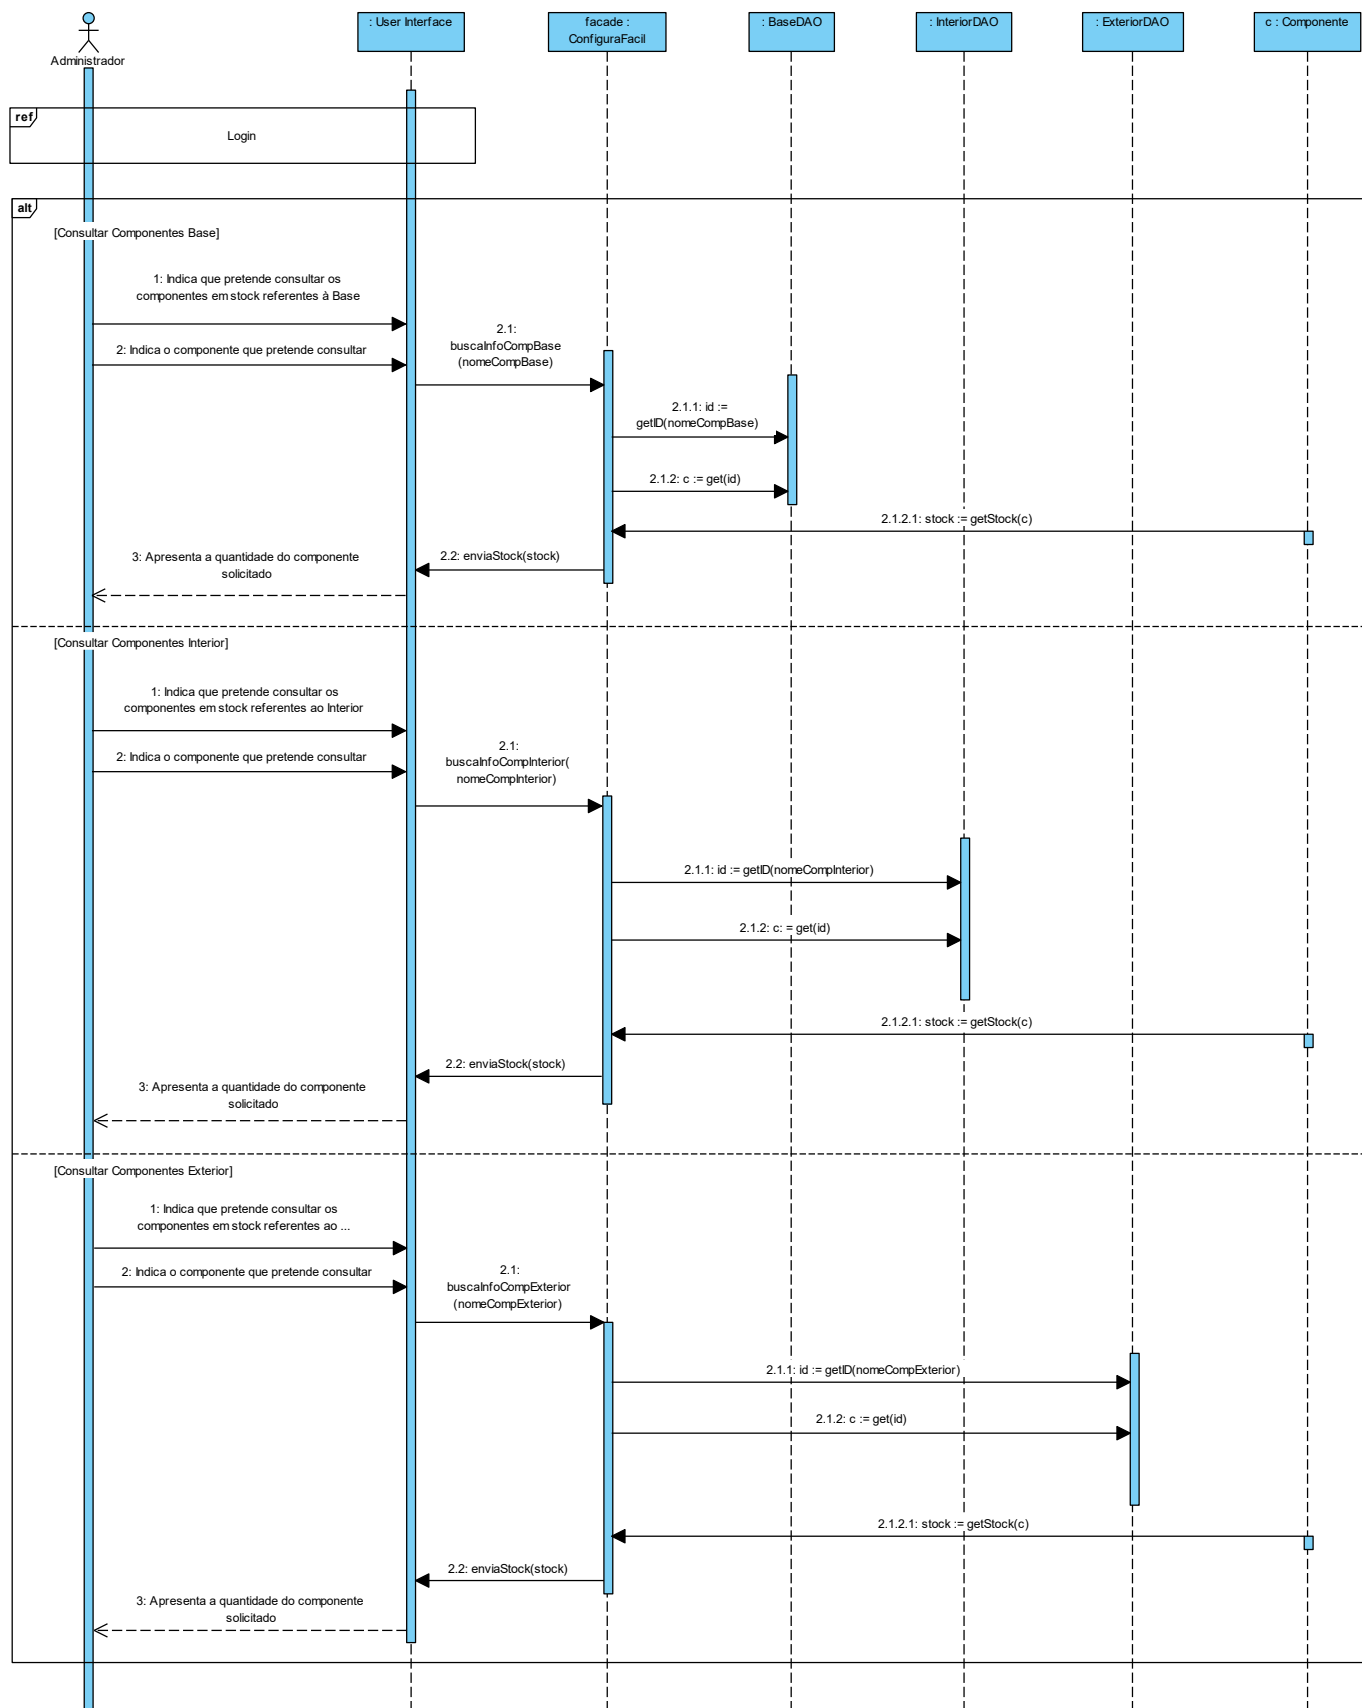 Administrador
: User Interface
facade :
ConfiguraFacil
: BaseDAO
: InteriorDAO
: ExteriorDAO
c : Componente
ref
Login
alt
[Consultar Componentes Base]
1: Indica que pretende consultar os
componentes em stock referentes à Base
2: Indica o componente que pretende consultar
2.1:
buscaInfoCompBase
(nomeCompBase)
2.1.1: id :=
getID(nomeCompBase)
2.1.2: c := get(id)
2.1.2.1: stock := getStock(c)
2.2: enviaStock(stock)
3: Apresenta a quantidade do componente
solicitado
[Consultar Componentes Interior]
1: Indica que pretende consultar os
componentes em stock referentes ao Interior
2: Indica o componente que pretende consultar
2.1:
buscaInfoCompInterior(
nomeCompInterior)
2.1.1: id := getID(nomeCompInterior)
2.1.2: c: = get(id)
2.1.2.1: stock := getStock(c)
2.2: enviaStock(stock)
3: Apresenta a quantidade do componente
solicitado
[Consultar Componentes Exterior]
1: Indica que pretende consultar os
componentes em stock referentes ao ...
2: Indica o componente que pretende consultar
2.1:
buscaInfoCompExterior
(nomeCompExterior)
2.1.1: id := getID(nomeCompExterior)
2.1.2: c := get(id)
2.1.2.1: stock := getStock(c)
2.2: enviaStock(stock)
3: Apresenta a quantidade do componente
solicitado